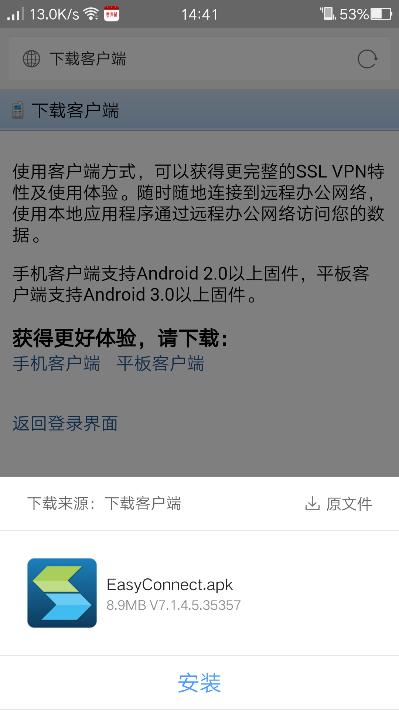 13.0K/s 14:41 53%
下载客户端
下载客户端
使用客户端方式，可以获得更完整的SSL VPN特
性及使用体验。随时随地连接到远程办公网络，
使用本地应用程序通过远程办公网络访问您的数
据。
手机客户端支持Android 2.0以上固件，平板客
户端支持Android 3.0以上固件。
获得更好体验，请下载：
手机客户端 平板客户端
返回登录界面
下载来源：下载客户端 原文件
EasyConnect.apk
8.9MB V7.1.4.5.35357
安装